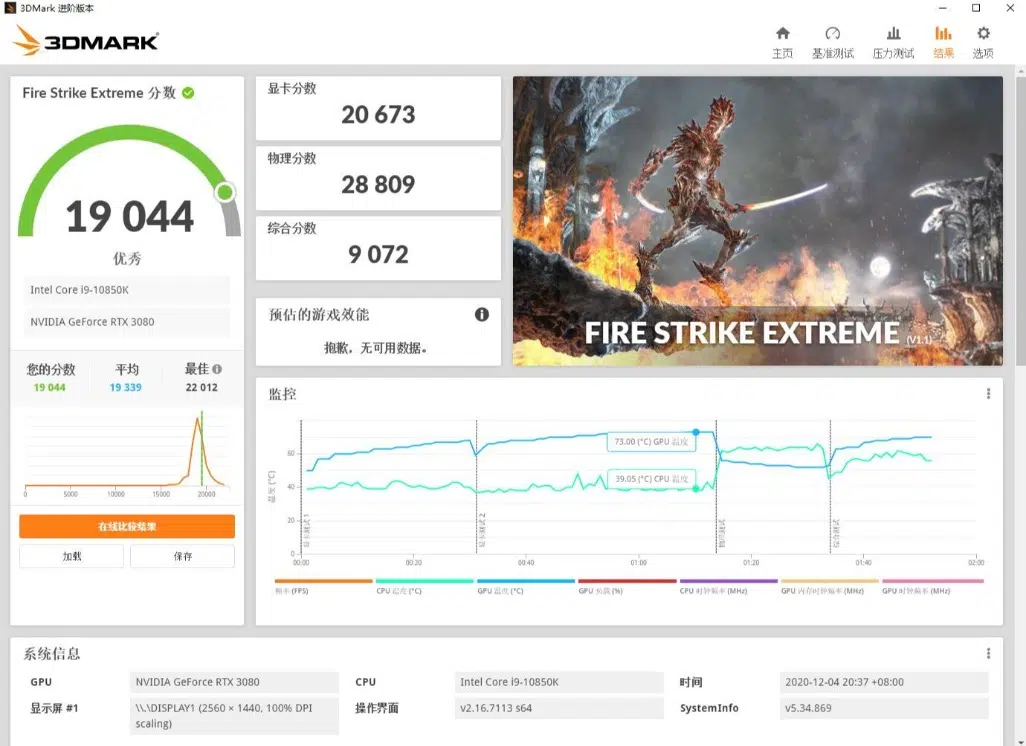 3DMark 进阶版本
3DMARK
主页
基准测试
压力测试
结果
选项
Fire Strike Extreme 分数
19 044
优秀
Intel Core i9-10850K
NVIDIA GeForce RTX 3080
您的分数 平均 最佳
19 044 19 339 22 012
0 5000 10000 15000 20000
在线比较结果
加载 保存
显卡分数
20 673
物理分数
28 809
综合分数
9 072
预估的游戏效能
抱歉，无可用数据。
FIRE STRIKE EXTREME (V1.1)
监控
73.00 (°C) GPU 温度
39.05 (°C) CPU 温度
温度 (°C)
60
40
20
0
显卡测试 1
显卡测试 2
物理测试
综合测试
00:00 00:20 00:40 01:00 01:20 01:40 02:00
频率 (FPS) CPU 温度 (°C) GPU 温度 (°C) GPU 负载 (%) CPU 时钟频率 (MHz) GPU 内存时钟频率 (MHz) GPU 时钟频率 (MHz)
系统信息
GPU NVIDIA GeForce RTX 3080 CPU Intel Core i9-10850K 时间 2020-12-04 20:37 +08:00
显示屏 #1 \\.\DISPLAY1 (2560 × 1440, 100% DPI scaling) 操作界面 v2.16.7113 s64 SystemInfo v5.34.869